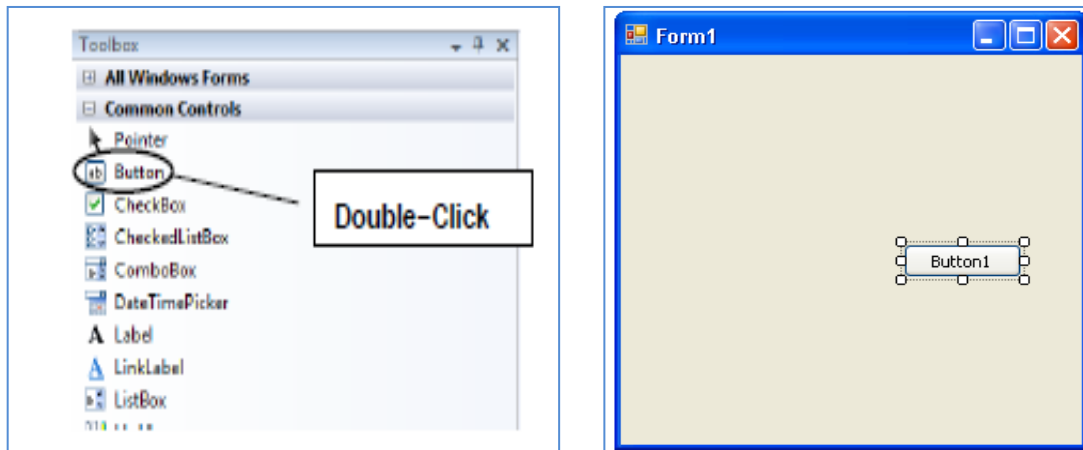 Toolbox
All Windows Forms
Common Controls
Pointer
ab Button
CheckBox
CheckedListBox
ComboBox
DateTimePicker
A Label
A LinkLabel
ListBox
Double-Click
Form1
Button1